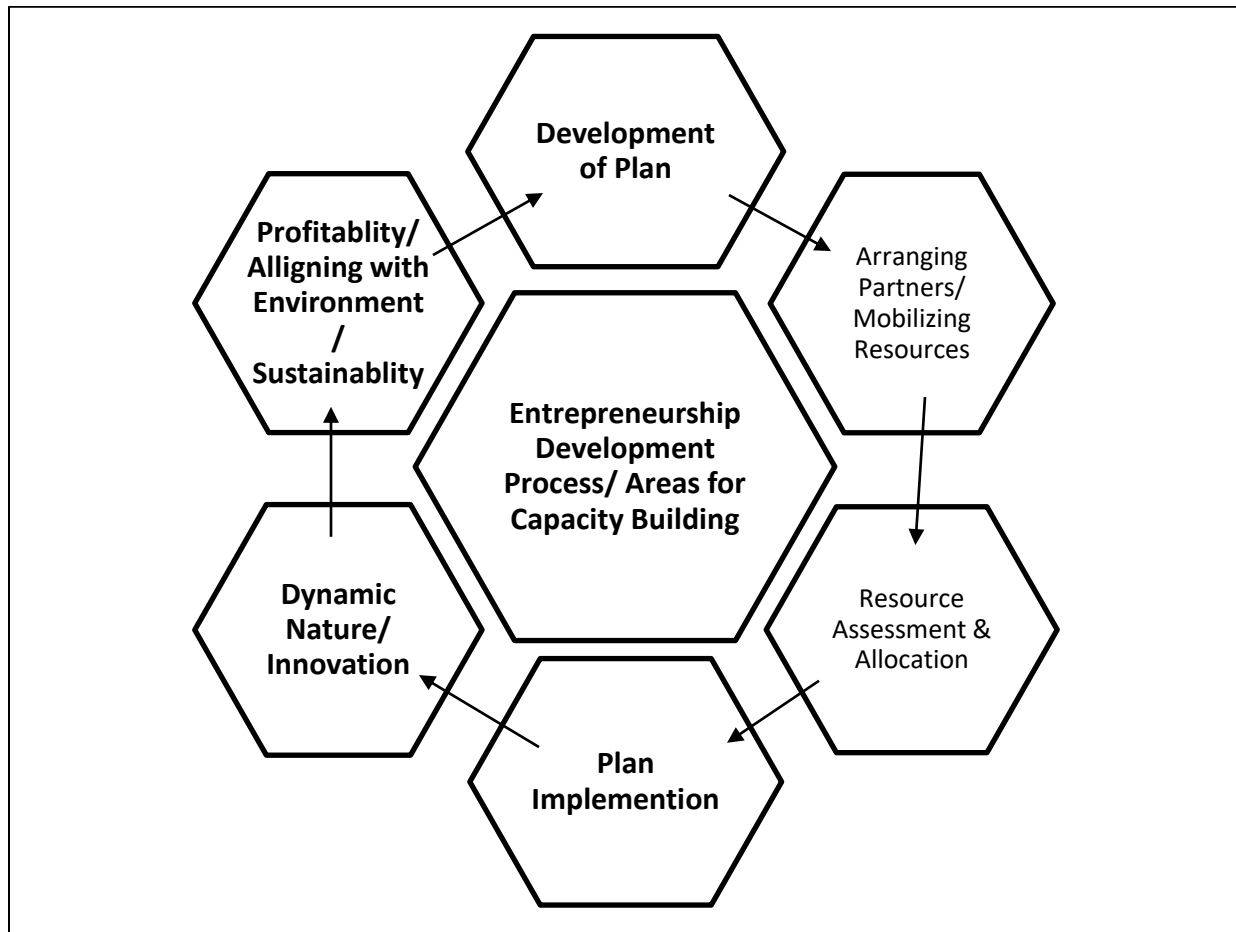 Development
of Plan
Arranging
Partners/
Mobilizing
Resources
Resource
Assessment &
Allocation
Plan
Implemention
Dynamic
Nature/
Innovation
Profitablity/
Alligning with
Environment
/
Sustainablity
Entrepreneurship
Development
Process/ Areas for
Capacity Building